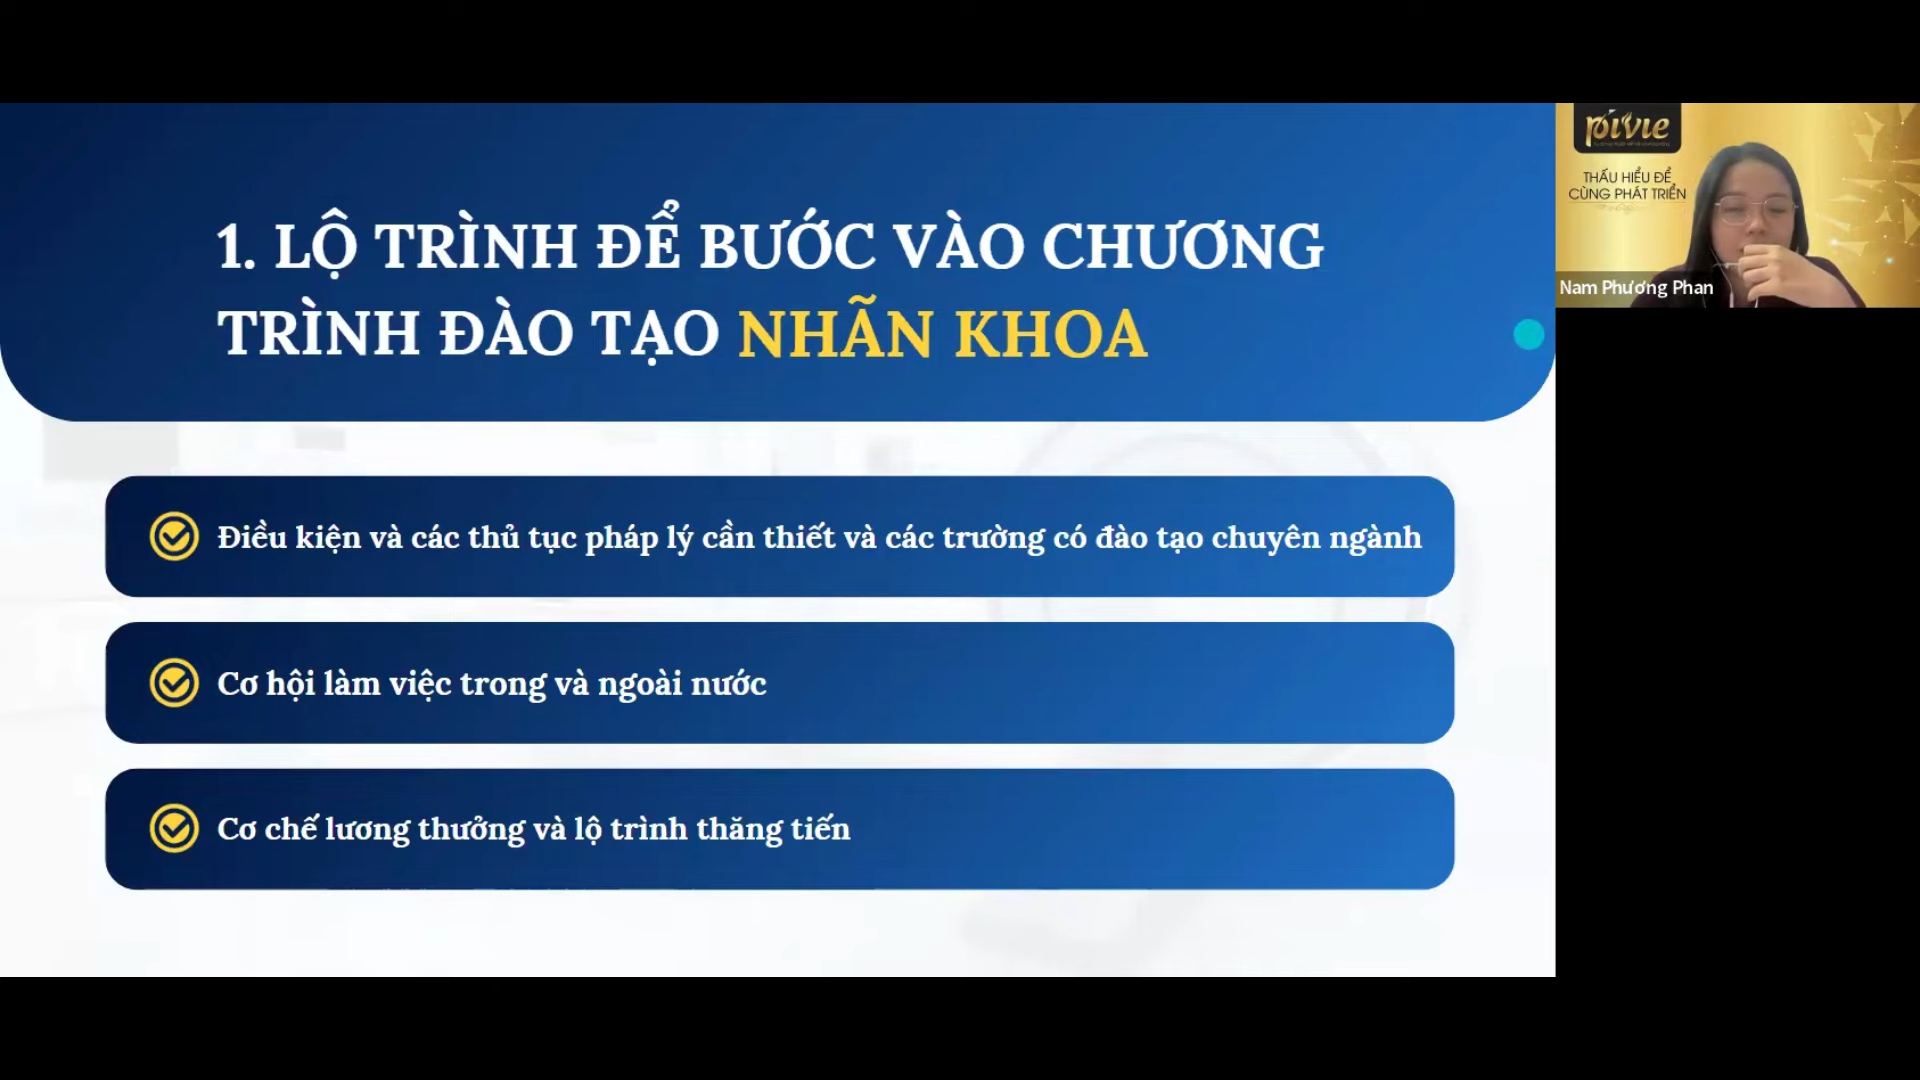 1. LỘ TRÌNH ĐỂ BƯỚC VÀO CHƯƠNG
TRÌNH ĐÀO TẠO NHÃN KHOA
Điều kiện và các thủ tục pháp lý cần thiết và các trường có đào tạo chuyên ngành
Cơ hội làm việc trong và ngoài nước
Cơ chế lương thưởng và lộ trình thăng tiến
pivie
THẤU HIỂU ĐỂ
CÙNG PHÁT TRIỂN
Nam Phương Phan